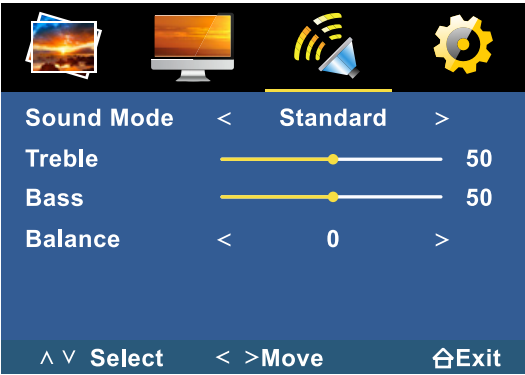 Sound Mode < Standard >
Treble 50
Bass 50
Balance < 0 >
∧ ∨ Select < >Move Exit